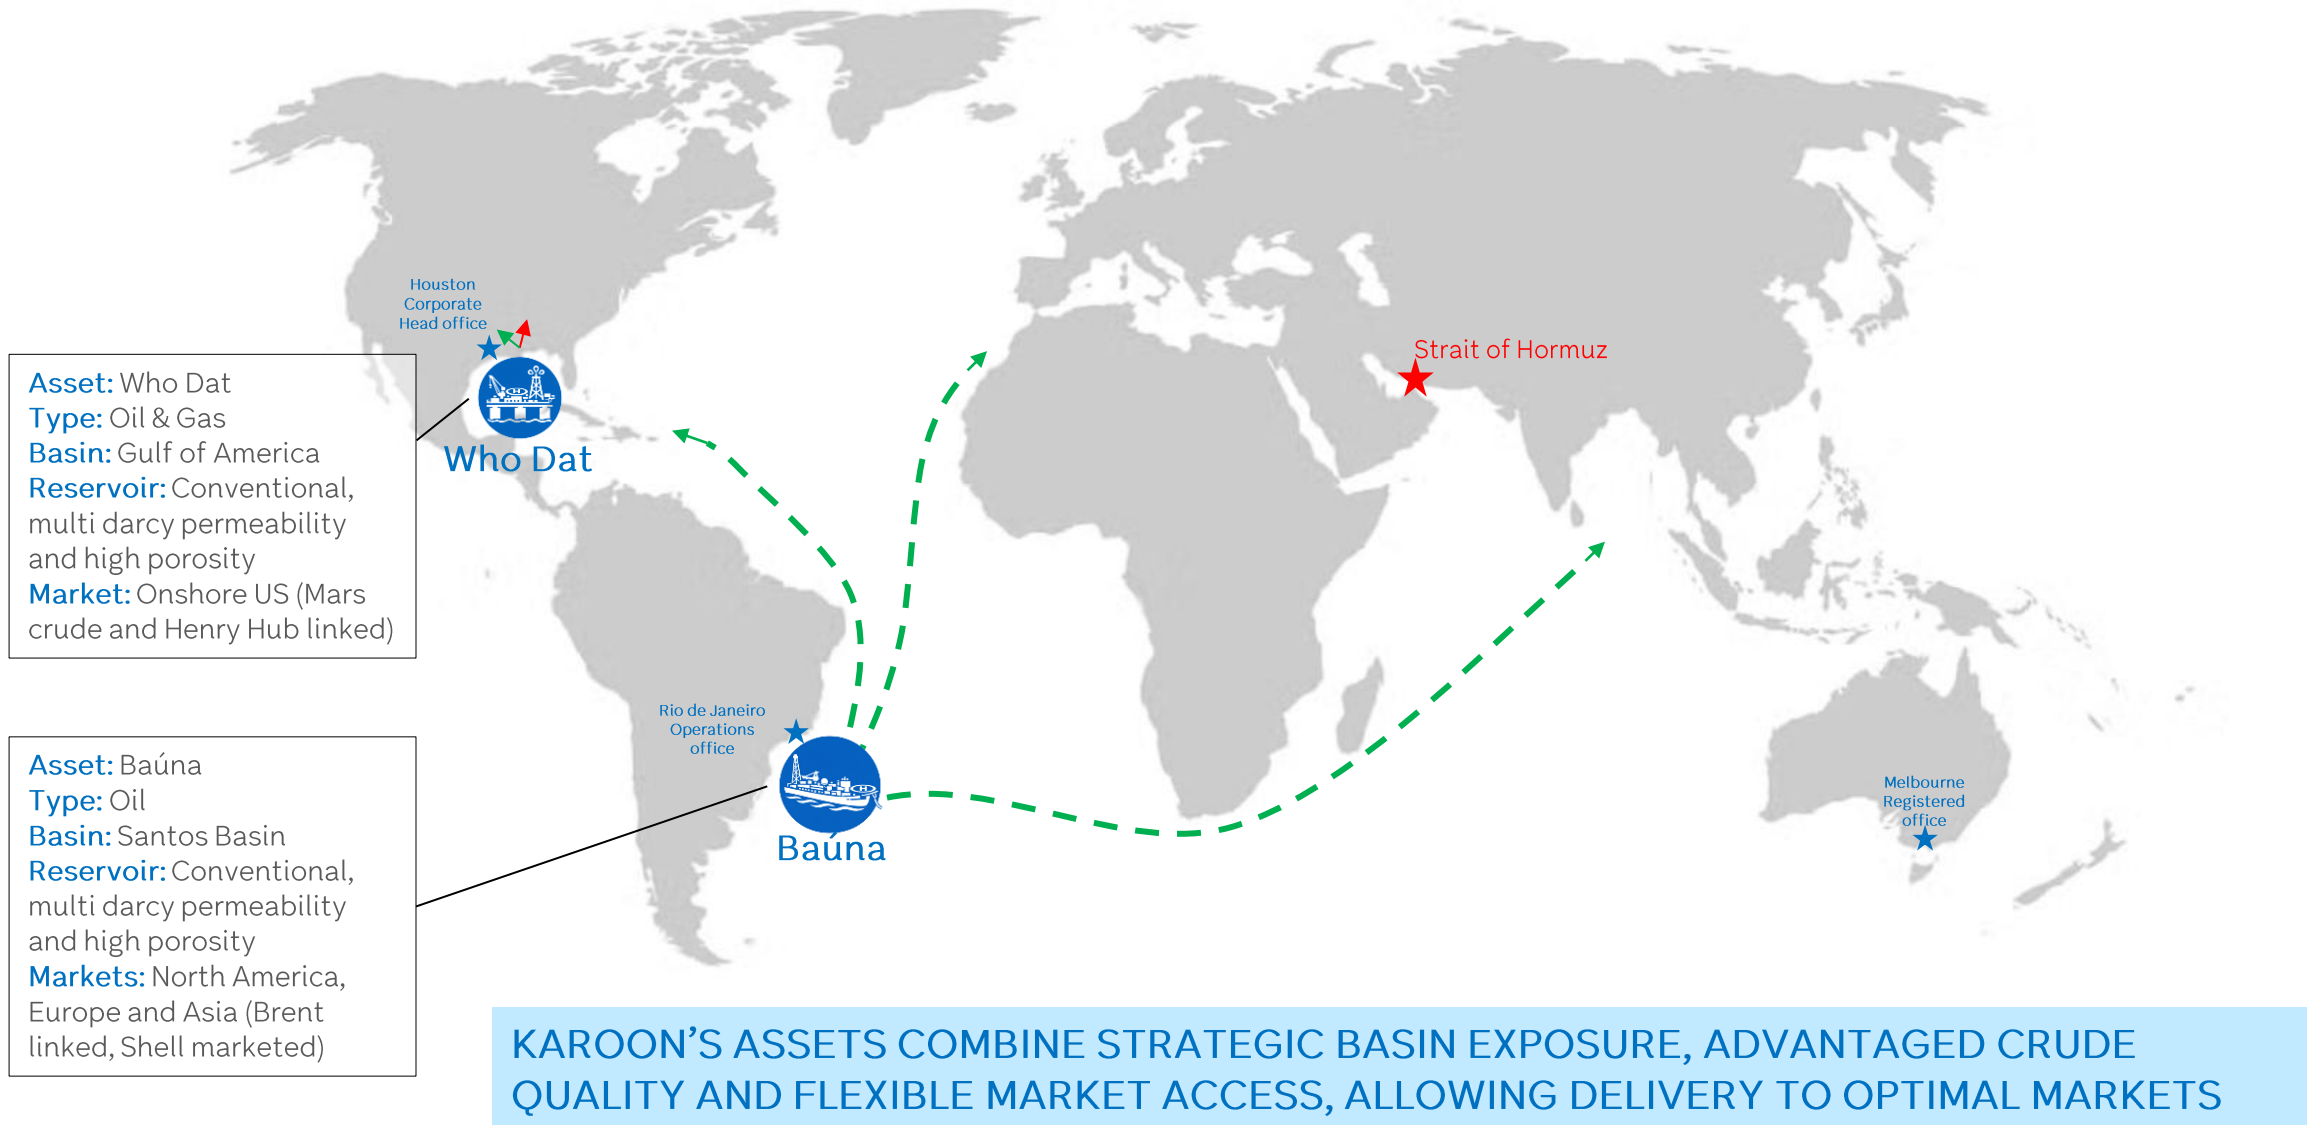 Houston
Corporate
Head office
Strait of Hormuz
Asset: Who Dat
Type: Oil & Gas
Basin: Gulf of America
Reservoir: Conventional,
multi darcy permeability
and high porosity
Market: Onshore US (Mars
crude and Henry Hub linked)
Who Dat
Rio de Janeiro
Operations
office
Asset: Baúna
Type: Oil
Basin: Santos Basin
Reservoir: Conventional,
multi darcy permeability
and high porosity
Markets: North America,
Europe and Asia (Brent
linked, Shell marketed)
Baúna
Melbourne
Registered
office
KAROON’S ASSETS COMBINE STRATEGIC BASIN EXPOSURE, ADVANTAGED CRUDE
QUALITY AND FLEXIBLE MARKET ACCESS, ALLOWING DELIVERY TO OPTIMAL MARKETS